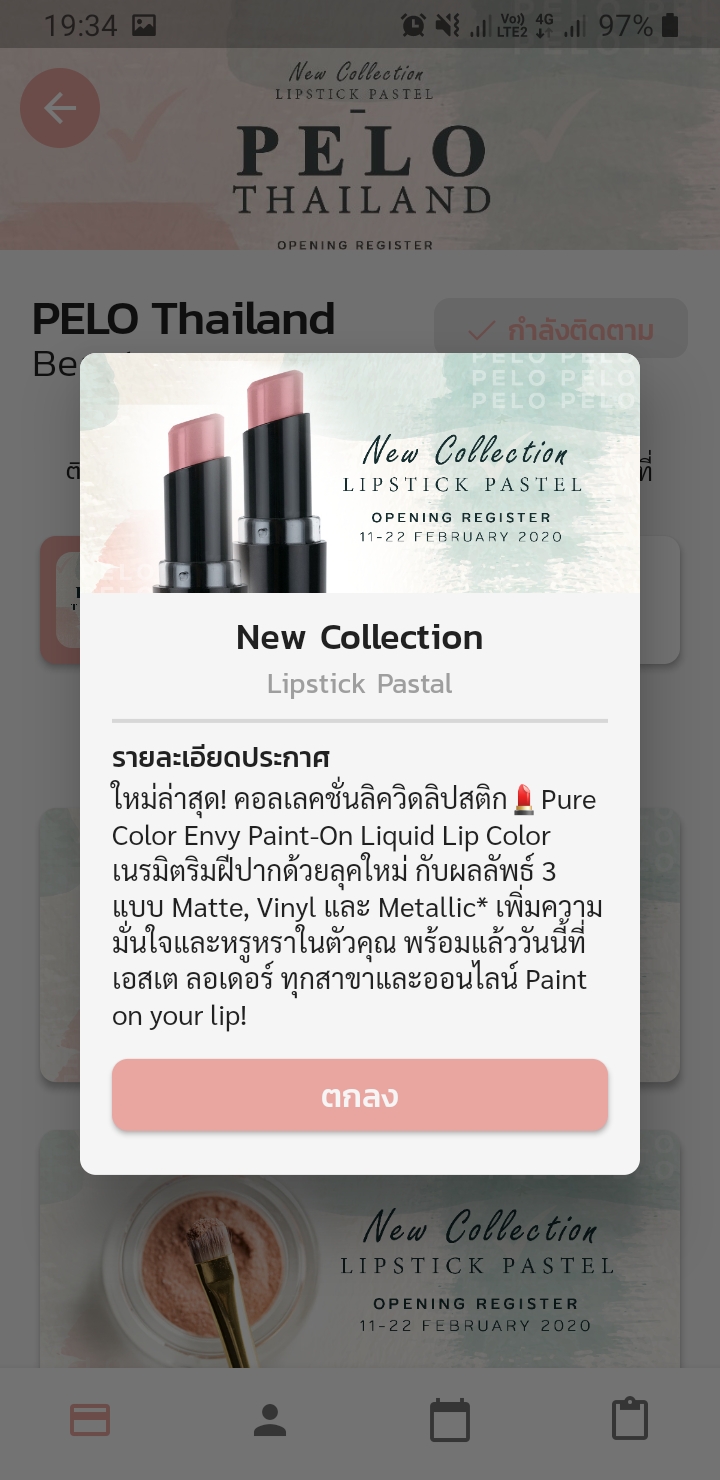 19:34
Vo))
LTE2
4G
97%
New Collection
LIPSTICK PASTEL
PELO
THAILAND
OPENING REGISTER
PELO Thailand
กำลังติดตาม
Be
PELO PELO
PELO PELO
PELO PELO
New Collection
LIPSTICK PASTEL
OPENING REGISTER
11-22 FEBRUARY 2020
New Collection
Lipstick Pastal
รายละเอียดประกาศ
ใหม่ล่าสุด! คอลเลคชั่นลิควิดลิปสติก💄Pure
Color Envy Paint-On Liquid Lip Color
เนรมิตริมฝีปากด้วยลุคใหม่ กับผลลัพธ์ 3
แบบ Matte, Vinyl และ Metallic* เพิ่มความ
มั่นใจและหรูหราในตัวคุณ พร้อมแล้ววันนี้ที่
เอสเต ลอเดอร์ ทุกสาขาและออนไลน์ Paint
on your lip!
ตกลง
New Collection
LIPSTICK PASTEL
OPENING REGISTER
11-22 FEBRUARY 2020